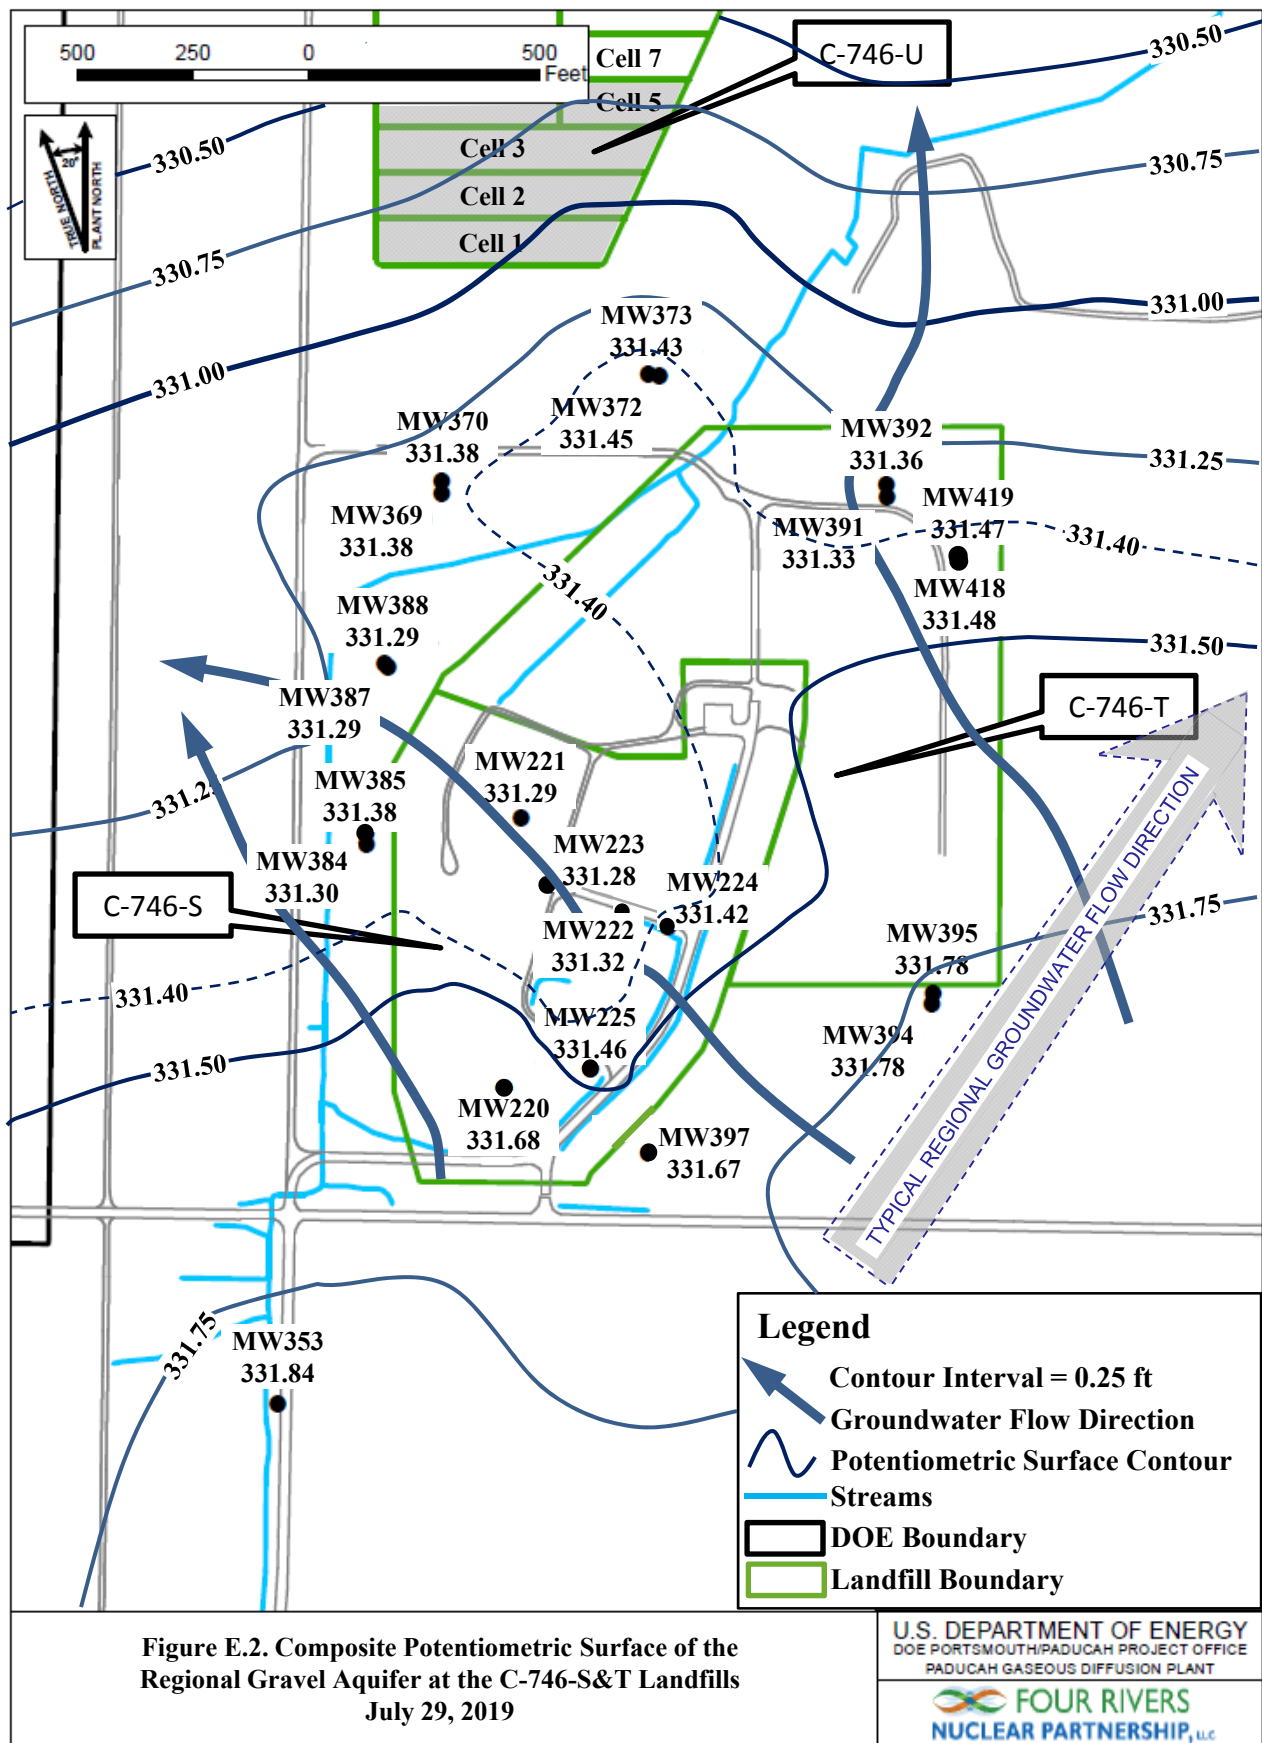 500 250 0 500
Feet
Cell 7
Cell 5
Cell 3
Cell 2
Cell 1
C-746-U
330.50
330.75
331.00
20°
TRUE NORTH
PLANT NORTH
330.50
330.75
331.00
MW373
331.43
MW372
331.45
MW370
331.38
MW369
331.38
MW392
331.36
331.25
MW419
331.47
MW391
331.33
331.40
MW418
331.48
331.40
MW388
331.29
331.50
MW387
331.29
C-746-T
MW221
331.29
MW385
331.38
331.25
MW223
331.28
MW384
331.30
MW224
331.42
C-746-S
331.75
MW222
331.32
MW395
331.78
331.40
MW225
331.46
MW394
331.78
331.50
MW220
331.68
MW397
331.67
TYPICAL REGIONAL GROUNDWATER FLOW DIRECTION
331.75
MW353
331.84
Legend
Contour Interval = 0.25 ft
Groundwater Flow Direction
Potentiometric Surface Contour
Streams
DOE Boundary
Landfill Boundary
Figure E.2. Composite Potentiometric Surface of the
Regional Gravel Aquifer at the C-746-S&T Landfills
July 29, 2019
U.S. DEPARTMENT OF ENERGY
DOE PORTSMOUTH/PADUCAH PROJECT OFFICE
PADUCAH GASEOUS DIFFUSION PLANT
FOUR RIVERS
NUCLEAR PARTNERSHIP, LLC